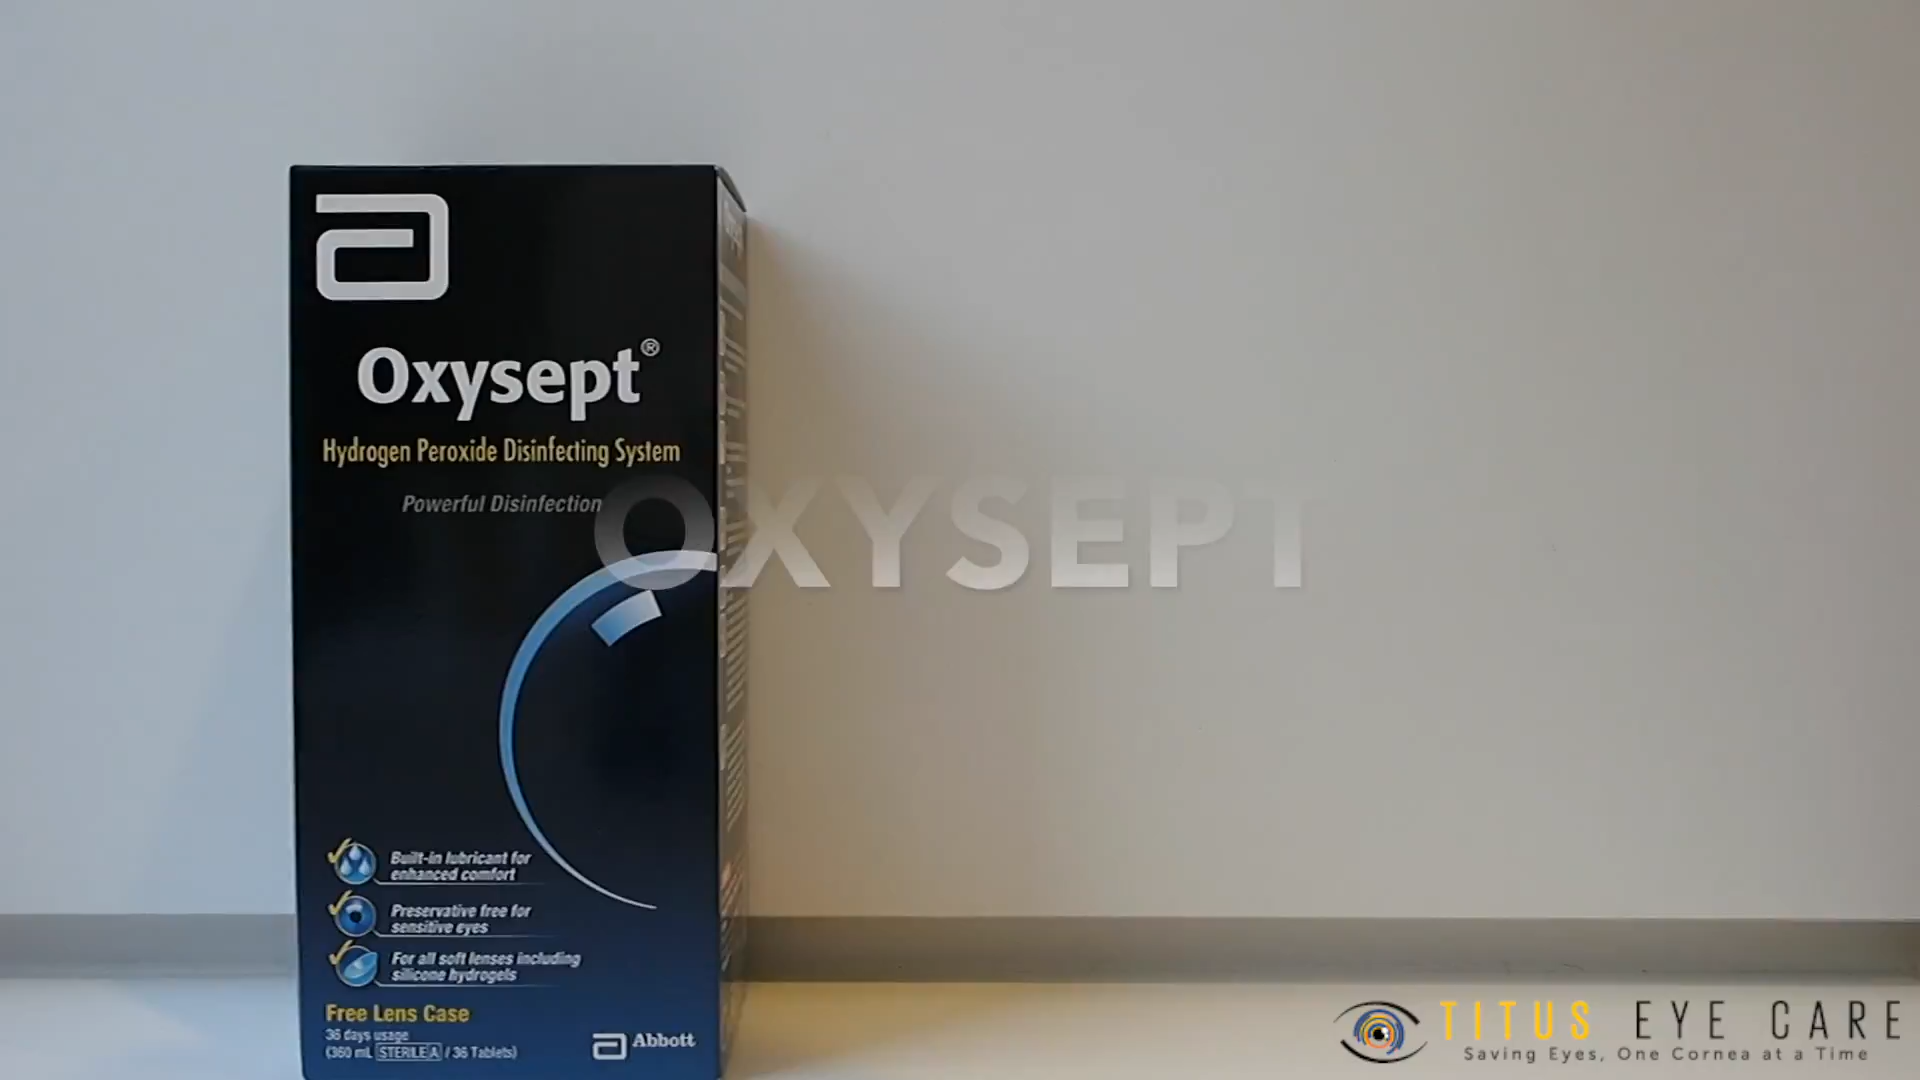 Oxysept®
Hydrogen Peroxide Disinfecting System
Powerful Disinfection
OXYSEPT
Built-in lubricant for
enhanced comfort
Preservative free for
sensitive eyes
For all soft lenses including
silicone hydrogels
Free Lens Case
36 days usage
(360 mL STERILE A / 36 Tablets)
Abbott
TITUS EYE CARE
Saving Eyes, One Cornea at a Time